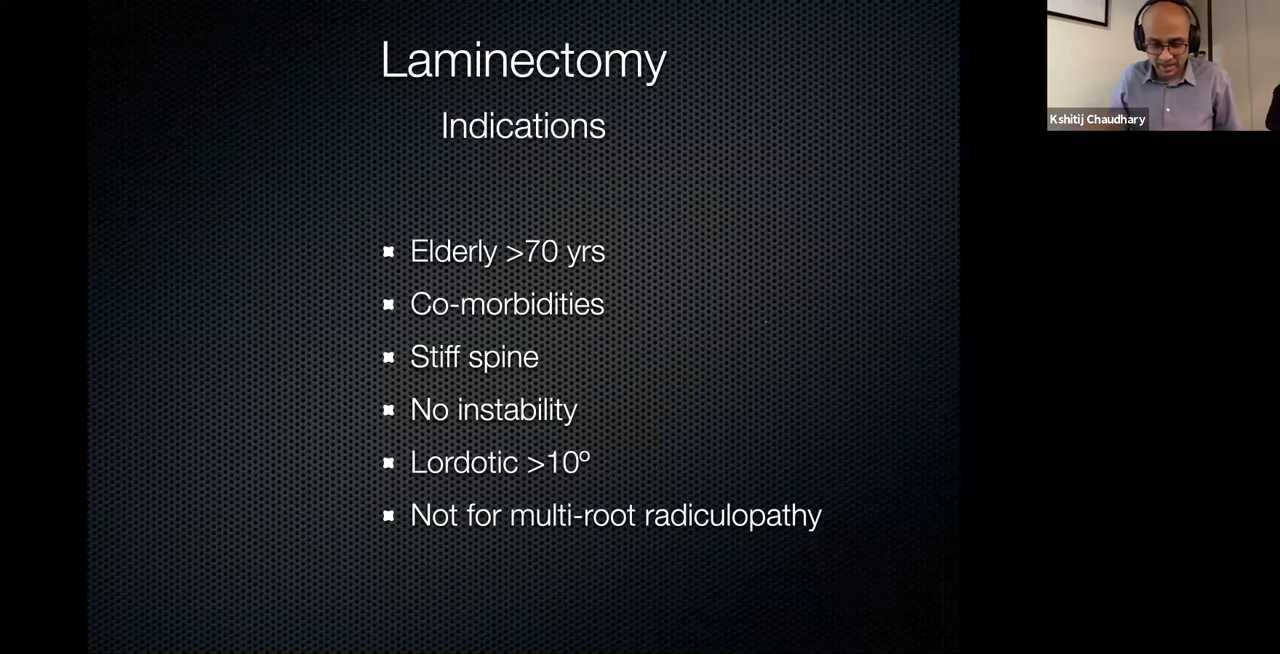 Laminectomy
Indications
Elderly >70 yrs
Co-morbidities
Stiff spine
No instability
Lordotic >10º
Not for multi-root radiculopathy
Kshitij Chaudhary